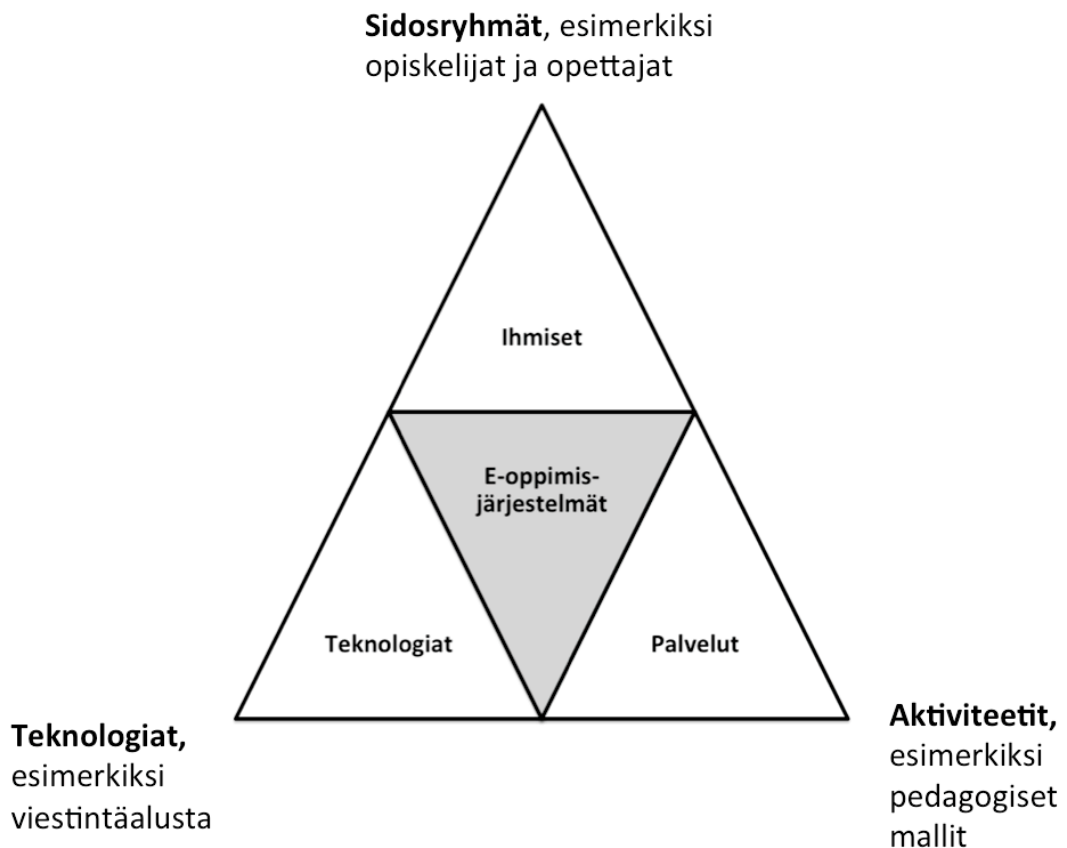 Sidosryhmät, esimerkiksi
opiskelijat ja opettajat
Ihmiset
E-oppimis-
järjestelmät
Teknologiat
Palvelut
Teknologiat,
esimerkiksi
viestintäalusta
Aktiviteetit,
esimerkiksi
pedagogiset
mallit